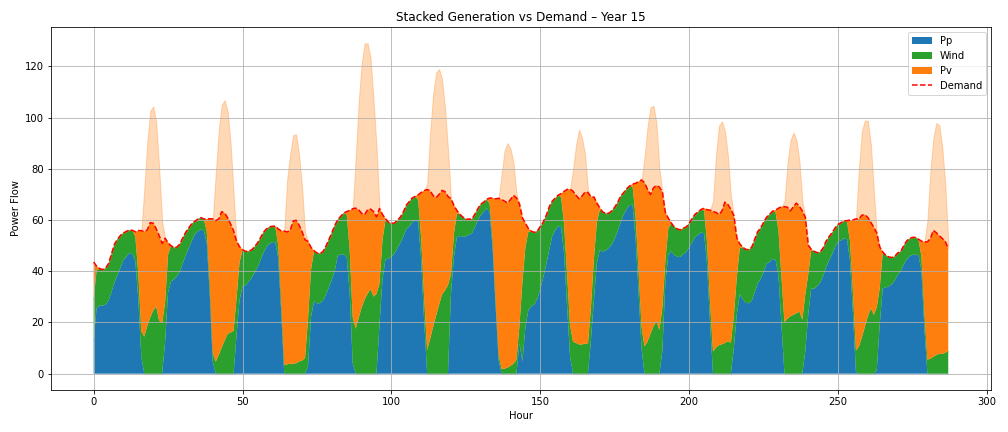 Stacked Generation vs Demand – Year 15
Power Flow
120
100
80
60
40
20
0
Pp
Wind
Pv
Demand
0 50 100 150 200 250 300
Hour